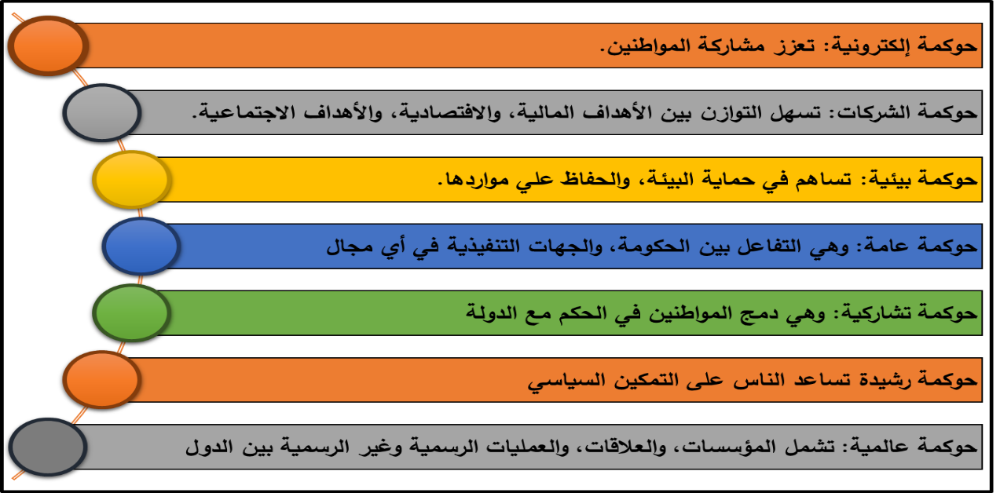 حوكمة إلكترونية: تعزز مشاركة المواطنين.
حوكمة الشركات: تسهل التوازن بين الأهداف المالية، والافتصادية، والأهداف الاجتماعية.
حوكمة بيئية: تساهم في حماية البيئة، والحفاظ علي مواردها.
حوكمة عامة: وهي التفاعل بين الحكومة، والجهات التنفيذية في أي مجال
حوكمة تشاركية: وهي دمج المواطنين في الحكم مع الدولة
حوكمة رشيدة تساعد الناس على التمكين السياسي
حوكمة عالمية: تشمل المؤسسات، والعلاقات، والعمليات الرسمية وغير الرسمية بين الدول